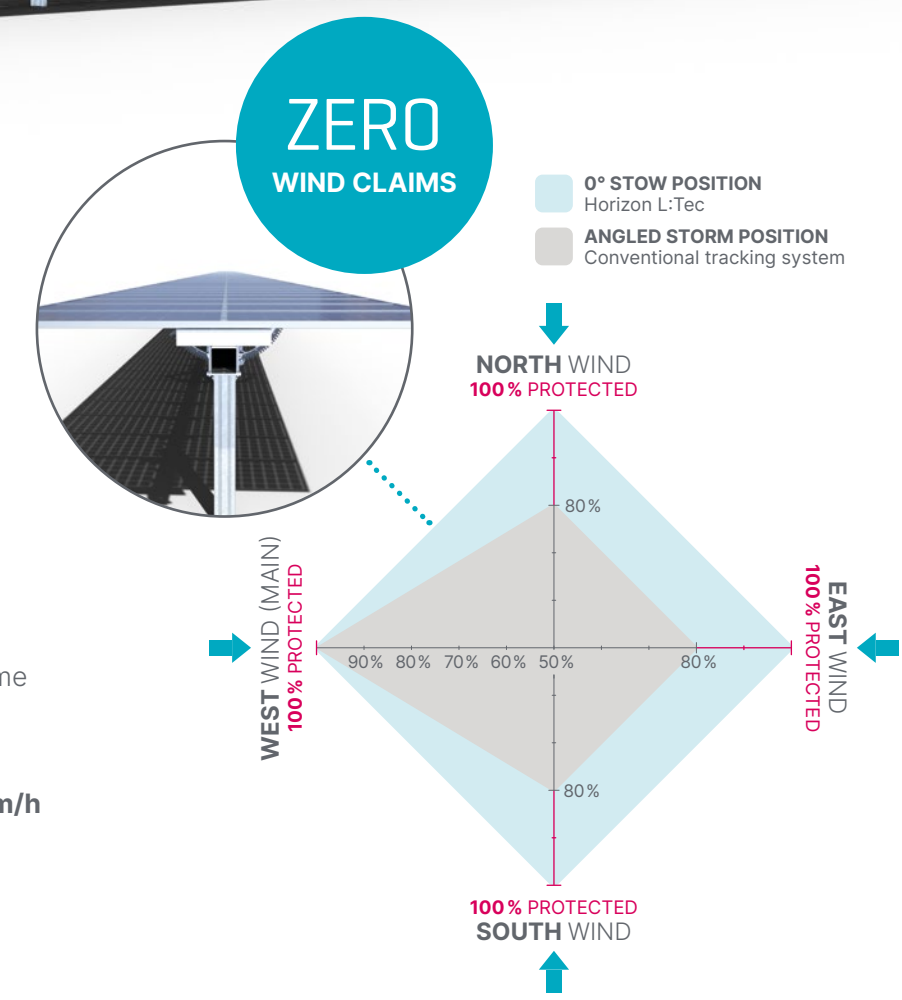 ZERO
WIND CLAIMS
0° STOW POSITION
Horizon L:Tec
ANGLED STORM POSITION
Conventional tracking system
NORTH WIND
100% PROTECTED
80%
WEST WIND (MAIN)
100% PROTECTED
90% 80% 70% 60% 50% 80%
EAST WIND
100% PROTECTED
me
m/h
80%
100% PROTECTED
SOUTH WIND